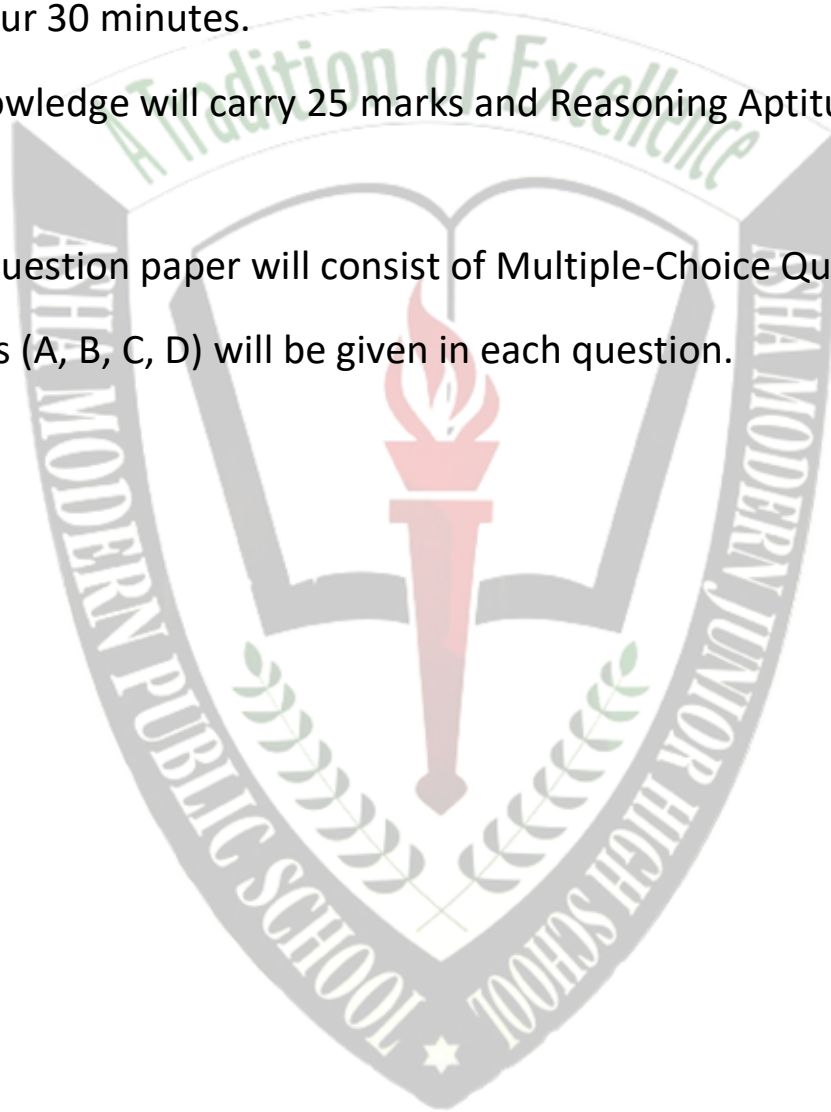 ur 30 minutes.
A Tradition of Excellence
owledge will carry 25 marks and Reasoning Aptitu
uestion paper will consist of Multiple-Choice Qu
s (A, B, C, D) will be given in each question.
ASHA MODERN PUBLIC SCHOOL
ASHA MODERN JUNIOR HIGH SCHOOL